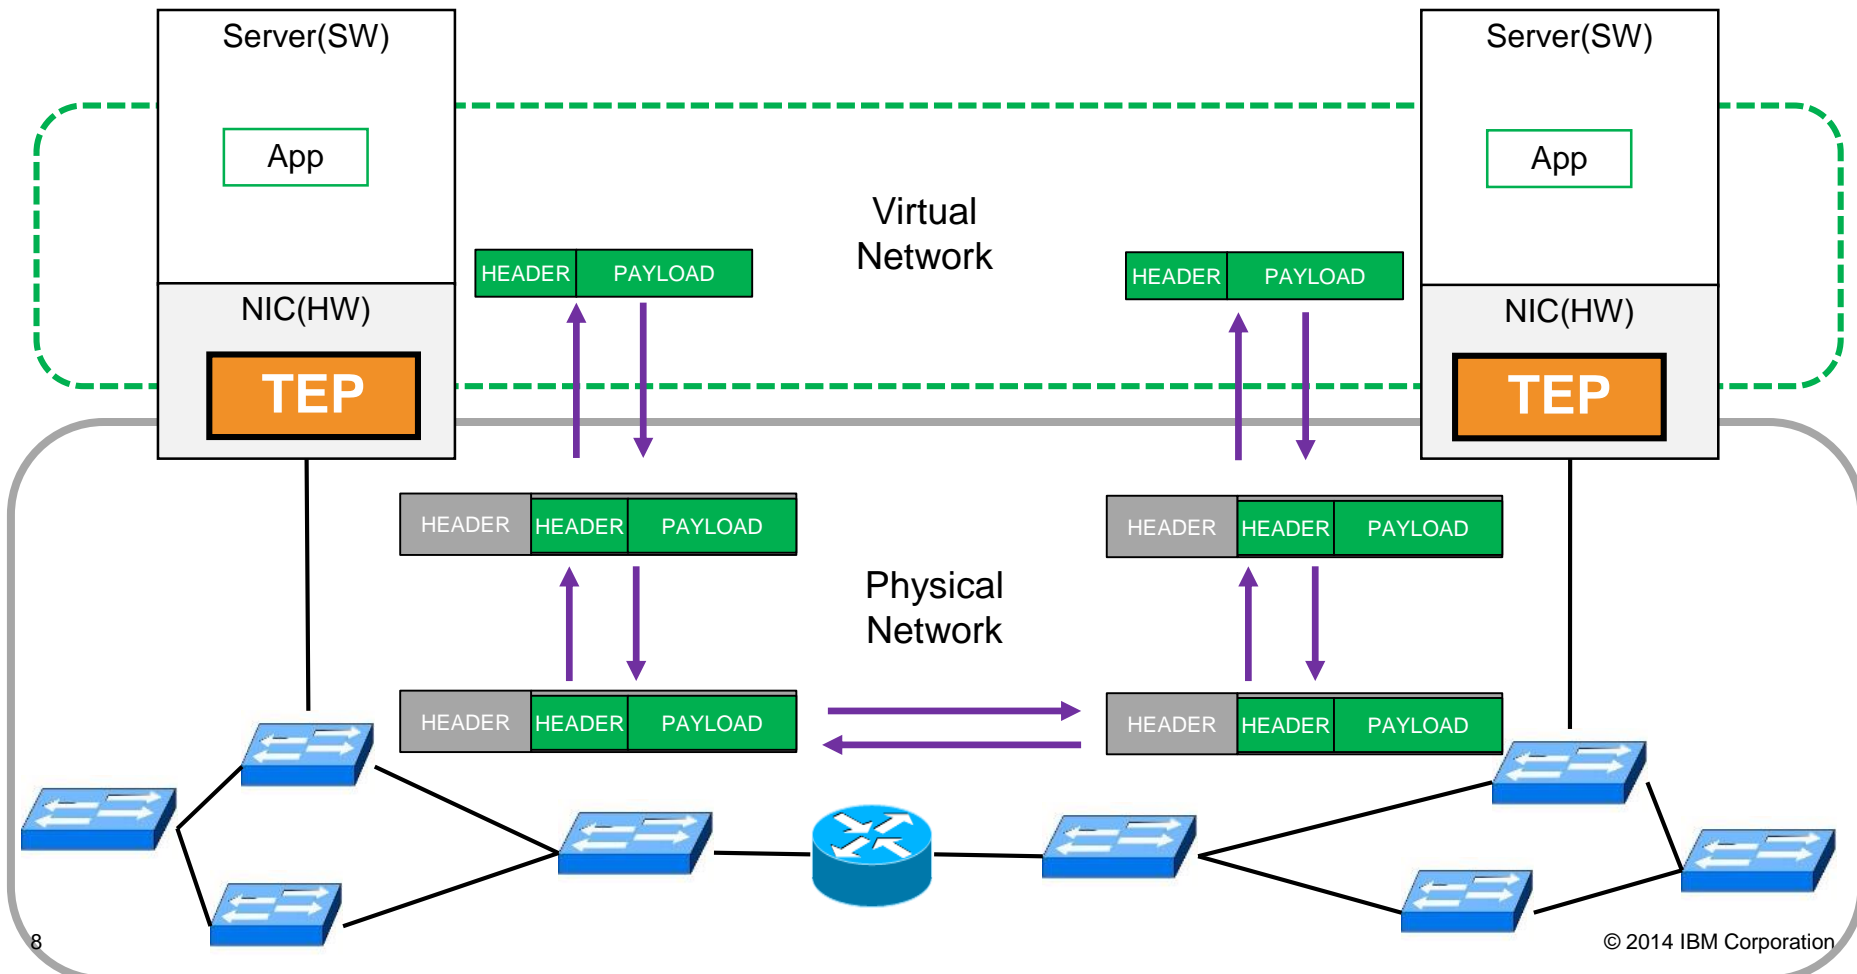 Server(SW)
Server(SW)
App
App
Virtual
Network
HEADER PAYLOAD
HEADER PAYLOAD
NIC(HW)
NIC(HW)
TEP
TEP
HEADER HEADER PAYLOAD
HEADER HEADER PAYLOAD
Physical
Network
HEADER HEADER PAYLOAD
HEADER HEADER PAYLOAD
8
© 2014 IBM Corporation